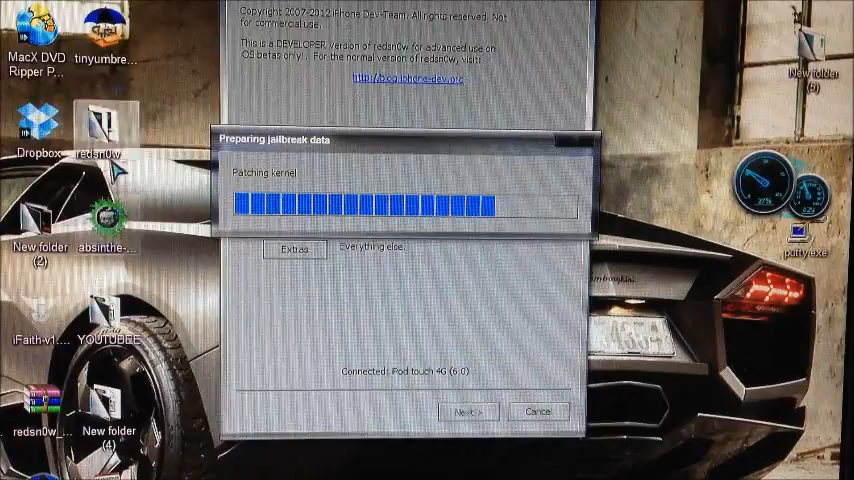 Copyright 2007-2012 iPhone Dev-Team. All rights reserved. Not
for commercial use.
This is a DEVELOPER version of redsn0w for advanced use on
OS betas only!. For the normal version of redsn0w, visit:
http://blog.iphone-dev.org
Preparing jailbreak data
Patching kernel
Extras
Everything else.
Connected: iPod touch 4G (6.0)
Next >
Cancel
MacX DVD
Ripper P...
tinyumbre...
Dropbox
redsn0w
New folder
(2)
absinthe-...
iFaith-v1....
YOUTUBEE
redsn0w_...
New folder
(4)
New folder
(5)
putty.exe